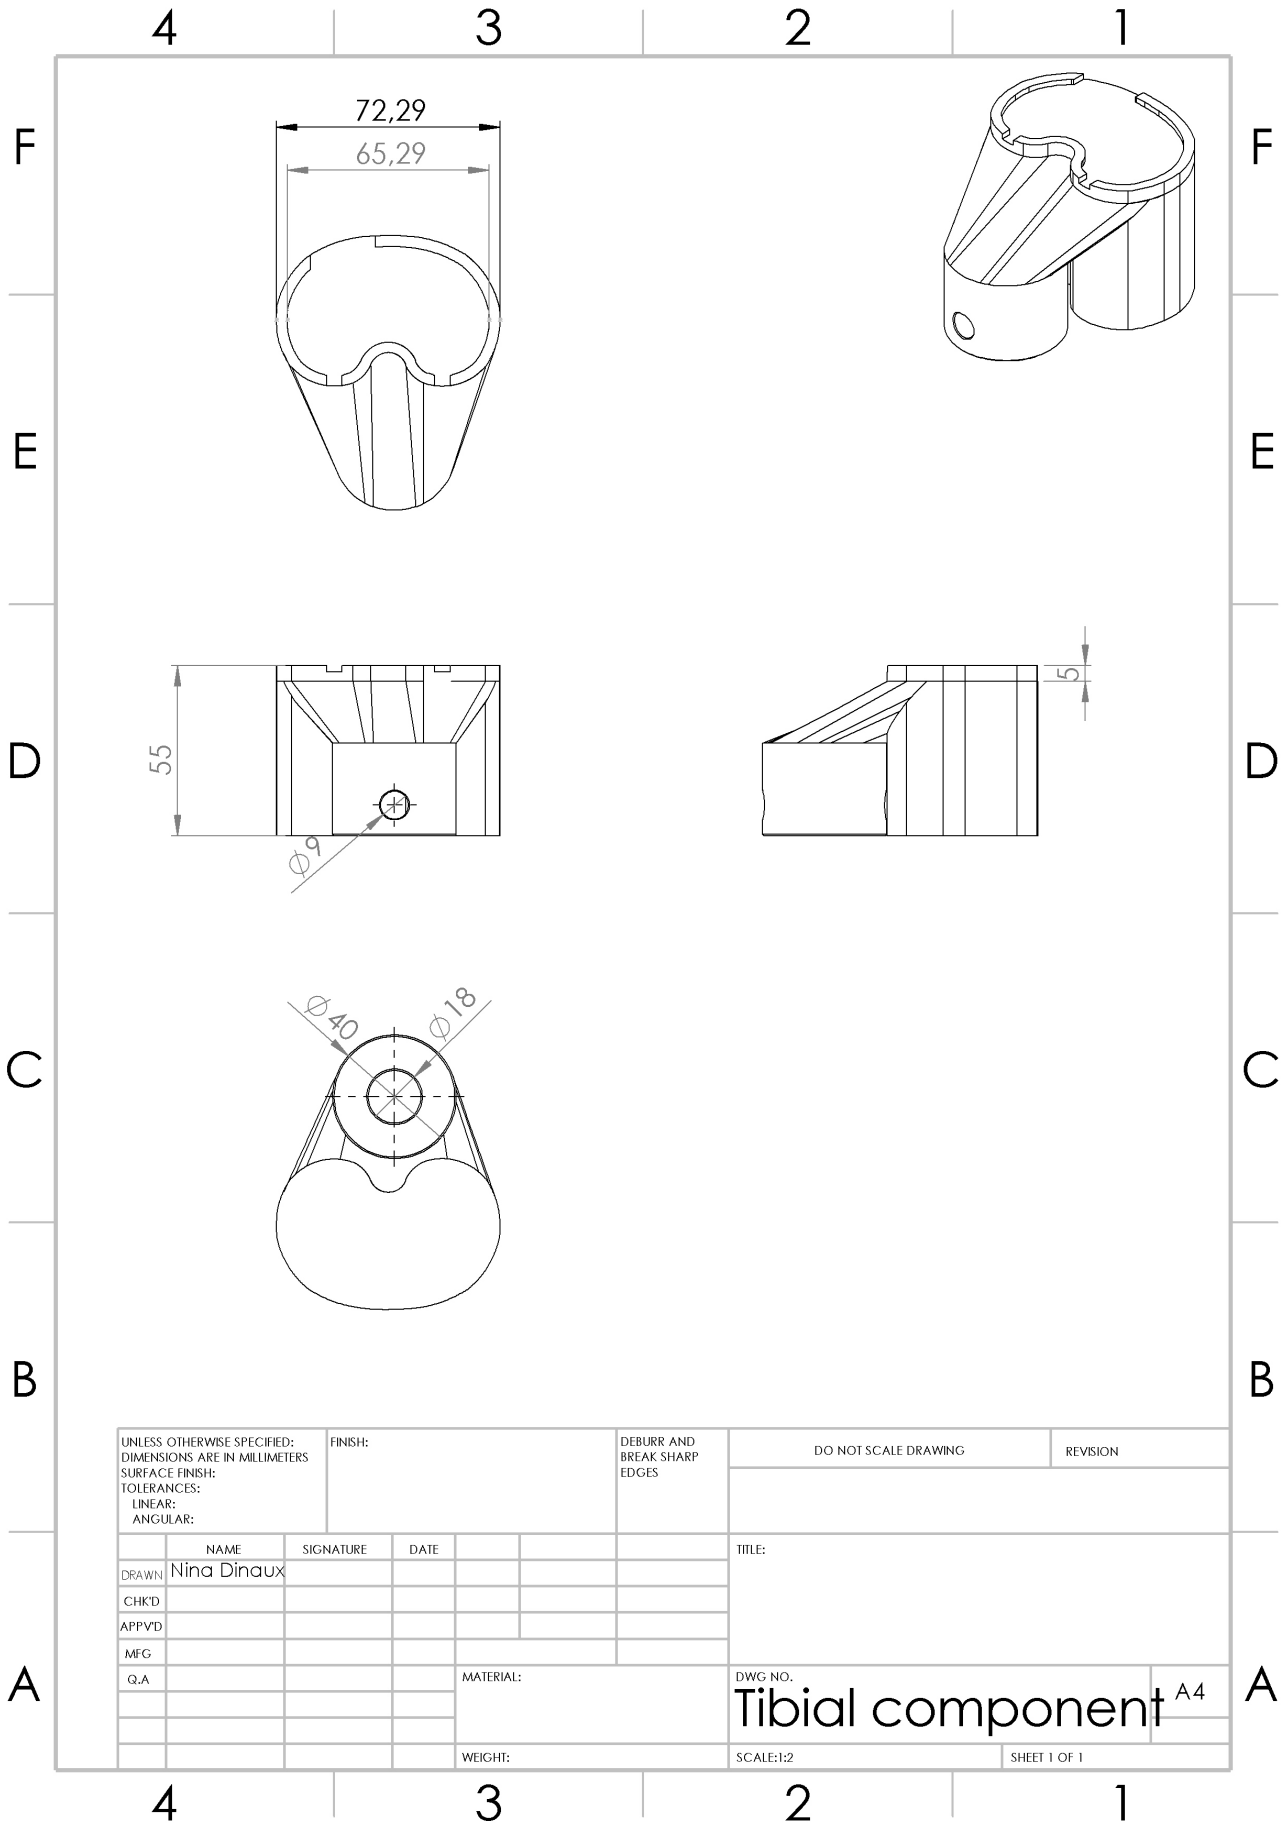 4 3 2 1
F F
72,29
65,29
E E
D D
55
5
Ø9
C C
Ø40
Ø18
B B
UNLESS OTHERWISE SPECIFIED:
DIMENSIONS ARE IN MILLIMETERS
SURFACE FINISH:
TOLERANCES:
LINEAR:
ANGULAR:
FINISH:
DEBURR AND
BREAK SHARP
EDGES
DO NOT SCALE DRAWING
REVISION
NAME SIGNATURE DATE
DRAWN Nina Dinaux
CHK'D
APPV'D
MFG
Q.A
MATERIAL:
WEIGHT:
TITLE:
DWG NO.
Tibial component
A4
SCALE:1:2
SHEET 1 OF 1
A A
4 3 2 1